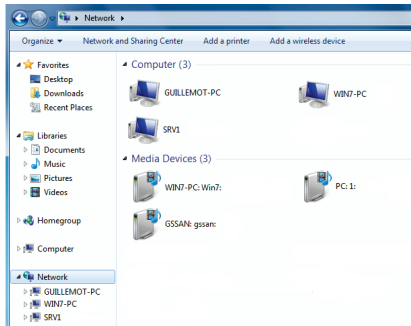 Network
Organize
Network and Sharing Center
Add a printer
Add a wireless device
Favorites
Desktop
Downloads
Recent Places
Libraries
Documents
Music
Pictures
Videos
Homegroup
Computer
Network
GUILLEMOT-PC
WIN7-PC
SRV1
Computer (3)
GUILLEMOT-PC
WIN7-PC
SRV1
Media Devices (3)
WIN7-PC: Win7:
PC: 1:
GSSAN: gssan: